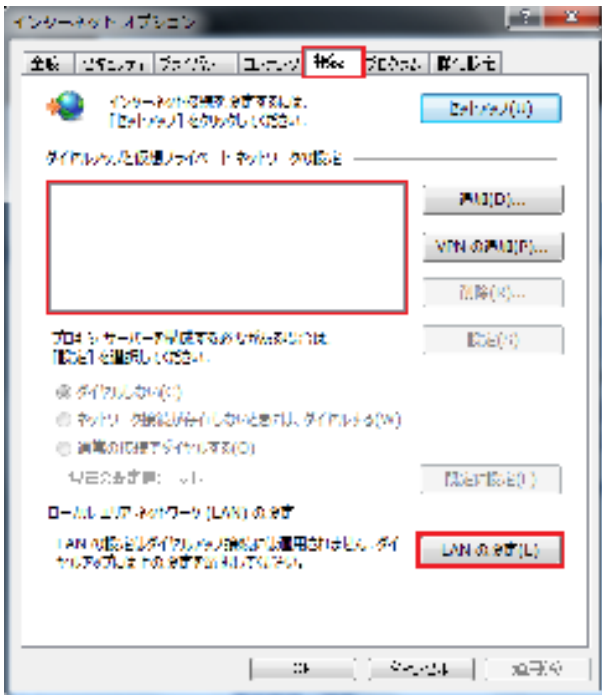 インターネット オプション
全般 セキュリティ プライバシー コンテンツ 接続 プログラム 詳細設定
インターネット接続を設定するには、
[セットアップ] をクリックしてください。
セットアップ(U)
ダイヤルアップと仮想プライベート ネットワークの設定
追加(D)...
VPN の追加(P)...
削除(R)...
プロキシ サーバーを構成する必要がある場合は、
[設定] を選択してください。
設定(S)
ダイヤルしない(C)
ネットワーク接続が存在しないときには、ダイヤルする(W)
通常の接続でダイヤルする(O)
現在の設定値:
ローカル エリア ネットワーク (LAN) の設定
LAN の設定はダイヤルアップ接続には適用されません。ダイ
ヤルアップには上の設定を
LAN の設定(L)
OK
キャンセル
適用(A)